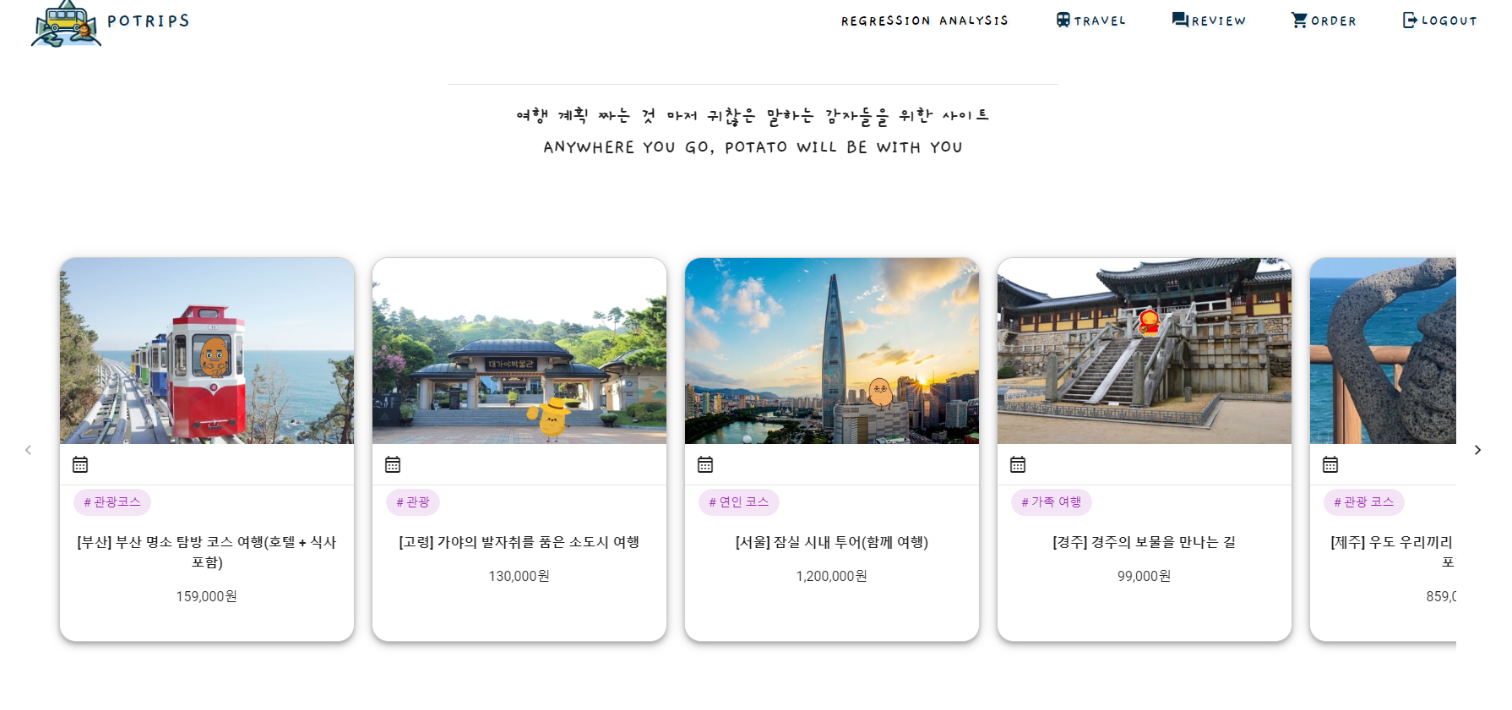 POTRIPS
REGRESSION ANALYSIS
TRAVEL
REVIEW
ORDER
LOGOUT
여행 계획 짜는 것 마저 귀찮은 말하는 감자들을 위한 사이트
ANYWHERE YOU GO, POTATO WILL BE WITH YOU
대가야박물관
# 관광코스
[부산] 부산 명소 탐방 코스 여행(호텔 + 식사
포함)
159,000원
# 관광
[고령] 가야의 발자취를 품은 소도시 여행
130,000원
# 연인 코스
[서울] 잠실 시내 투어(함께 여행)
1,200,000원
# 가족 여행
[경주] 경주의 보물을 만나는 길
99,000원
# 관광 코스
[제주] 우도 우리끼리
포
859,0